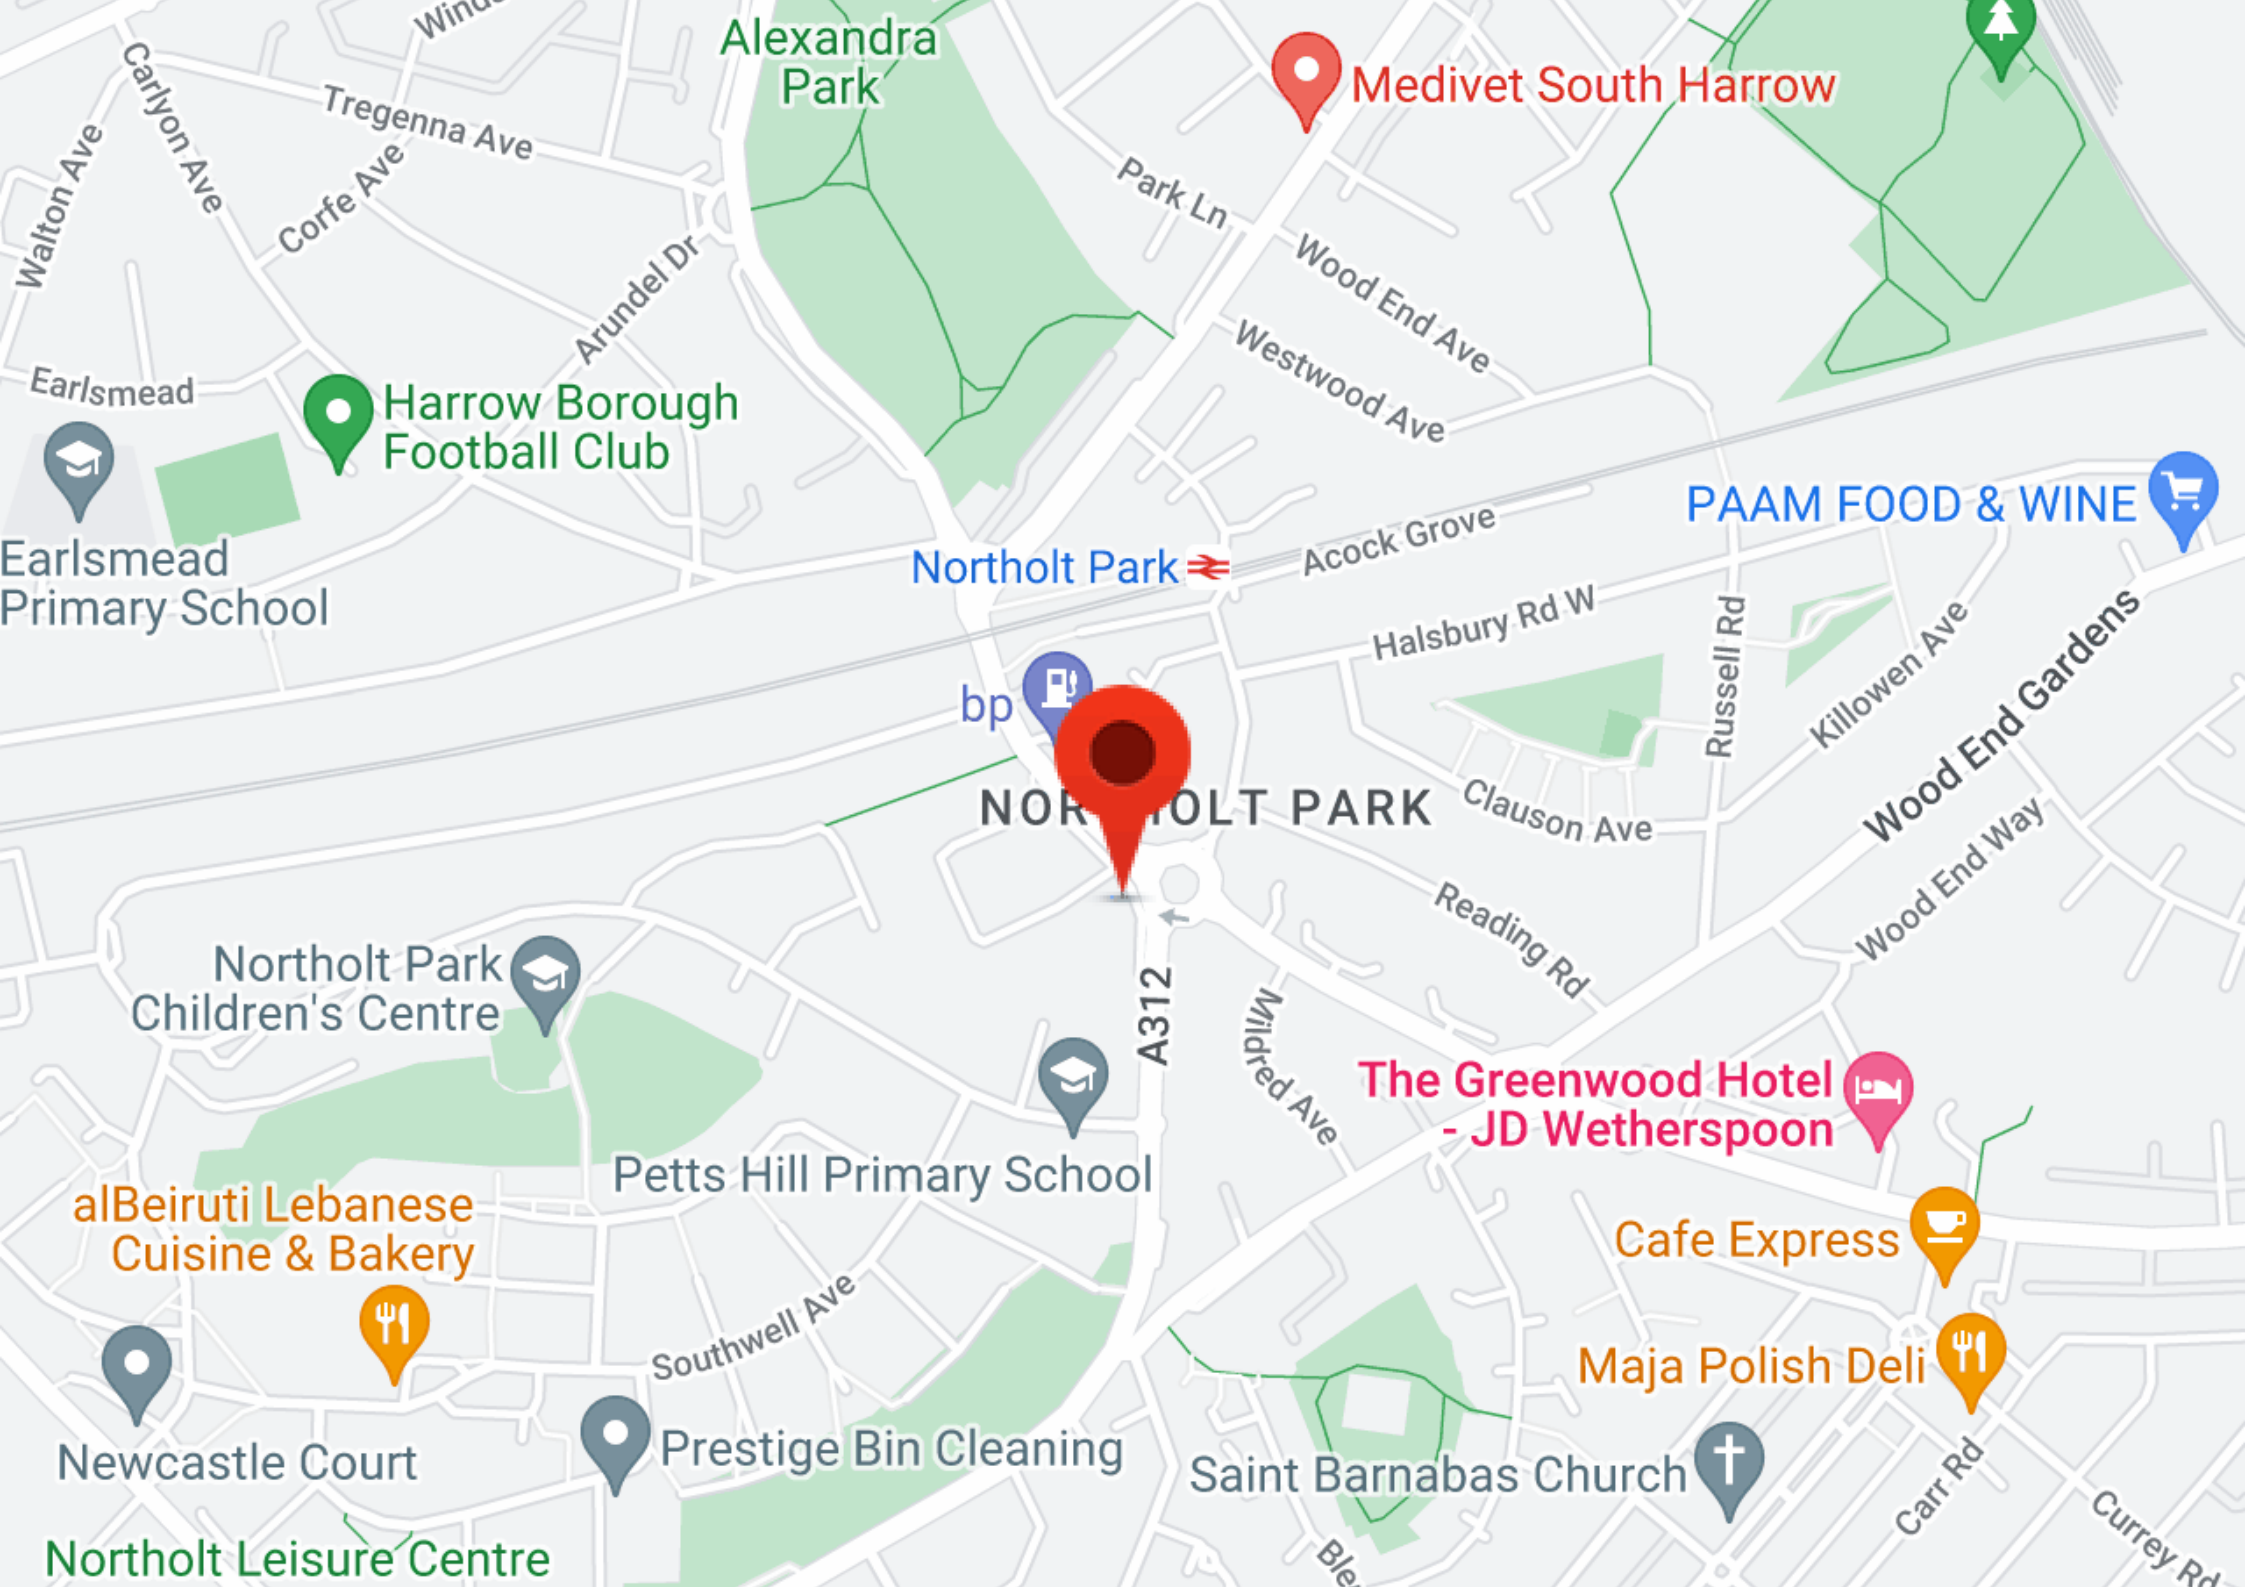 Alexandra
Park
Carlyon Ave
Tregenna Ave
Walton Ave
Corfe Ave
Arundel Dr
Medivet South Harrow
Park Ln
Wood End Ave
Westwood Ave
Earlsmead
Harrow Borough
Football Club
Earlsmead
Primary School
Northolt Park
Acock Grove
PAAM FOOD & WINE
Halsbury Rd W
Russell Rd
Killowen Ave
Wood End Gardens
bp
Clauson Ave
Wood End Way
Reading Rd
Northolt Park
Children's Centre
A312
Mildred Ave
The Greenwood Hotel
- JD Wetherspoon
Petts Hill Primary School
alBeiruti Lebanese
Cuisine & Bakery
Cafe Express
Southwell Ave
Maja Polish Deli
Newcastle Court
Prestige Bin Cleaning
Saint Barnabas Church
Carr Rd
Currey Rd
Northolt Leisure Centre